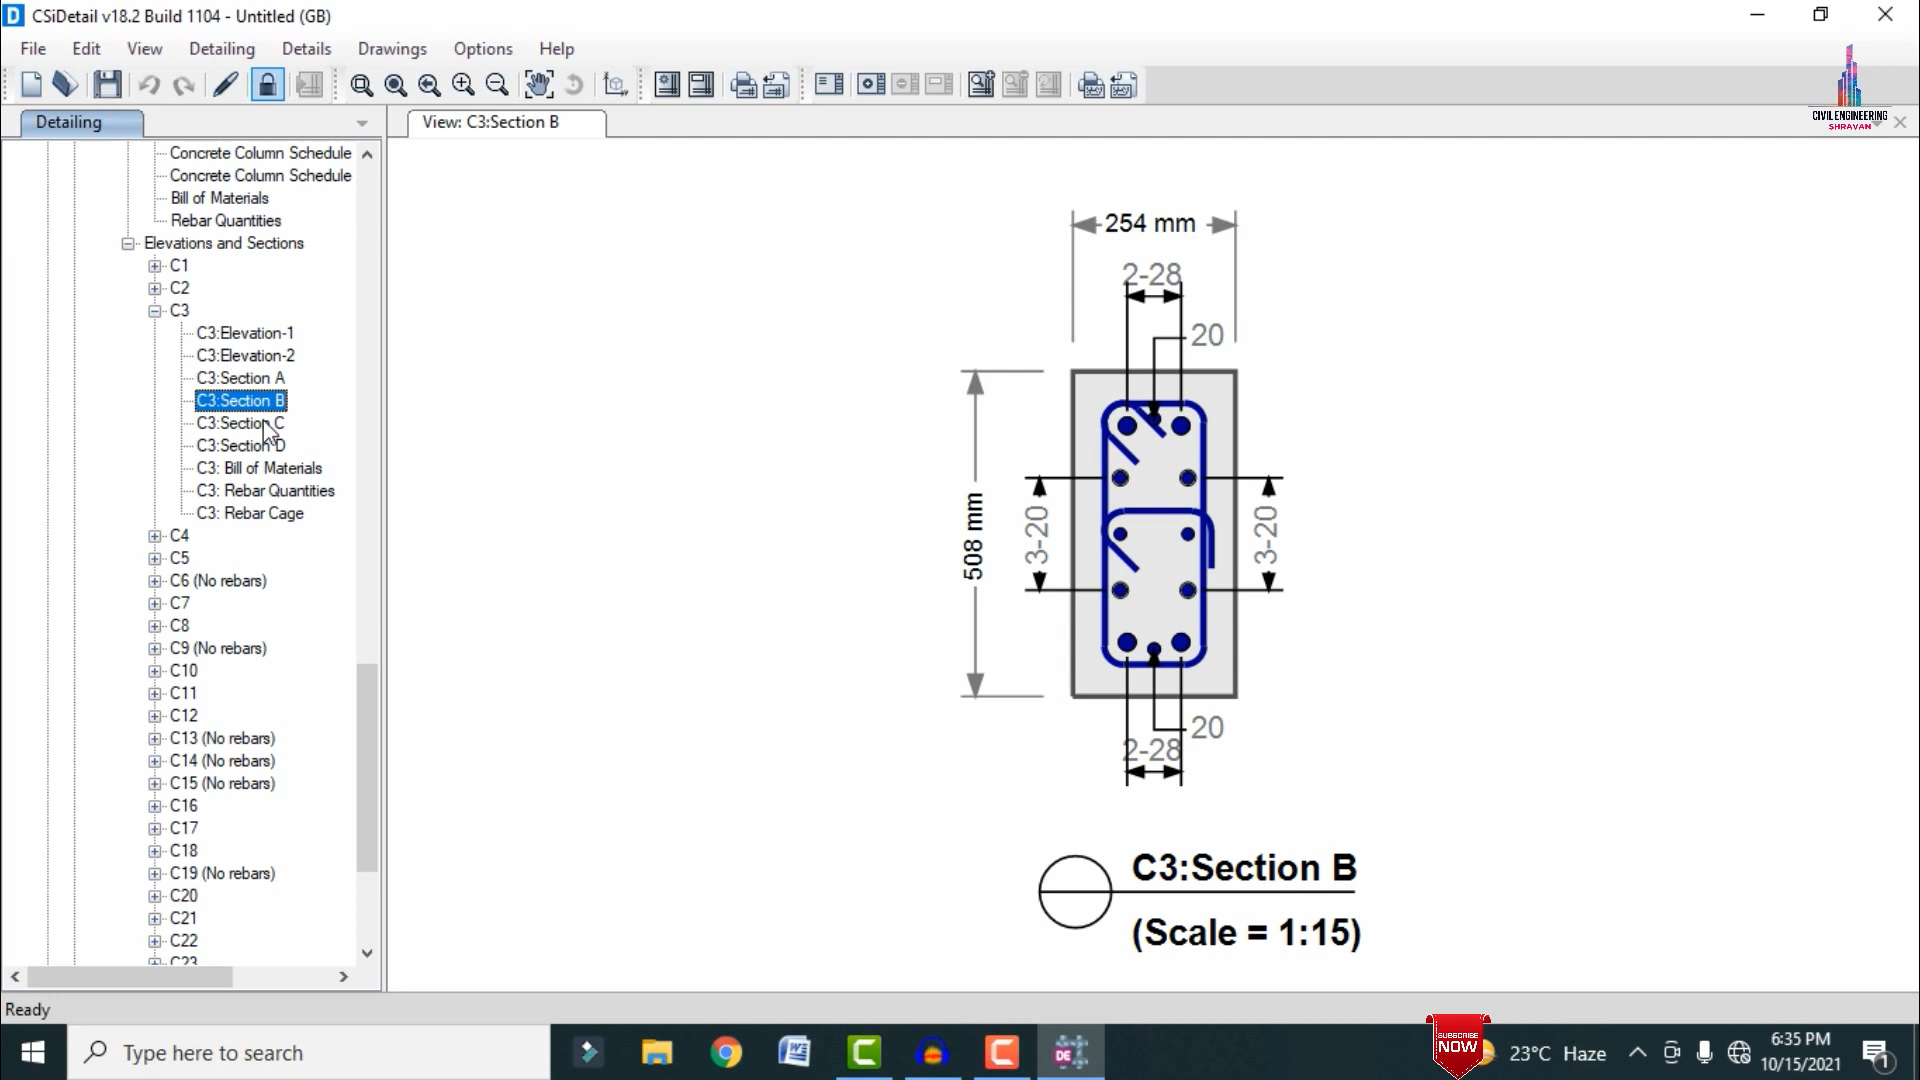 CSiDetail v18.2 Build 1104 - Untitled (GB)
File Edit View Detailing Details Drawings Options Help
CIVIL ENGINEERING
SHRAVAN
Detailing
View: C3:Section B
Concrete Column Schedule
Concrete Column Schedule
Bill of Materials
Rebar Quantities
Elevations and Sections
C1
C2
C3
C3:Elevation-1
C3:Elevation-2
C3:Section A
C3:Section B
C3:Section C
C3:Section D
C3: Bill of Materials
C3: Rebar Quantities
C3: Rebar Cage
C4
C5
C6 (No rebars)
C7
C8
C9 (No rebars)
C10
C11
C12
C13 (No rebars)
C14 (No rebars)
C15 (No rebars)
C16
C17
C18
C19 (No rebars)
C20
C21
C22
C23
254 mm
2-28
20
508 mm
3-20
3-20
20
2-28
C3:Section B
(Scale = 1:15)
Ready
Type here to search
DE
SUBSCRIBE
NOW
23°C Haze
6:35 PM
10/15/2021
1